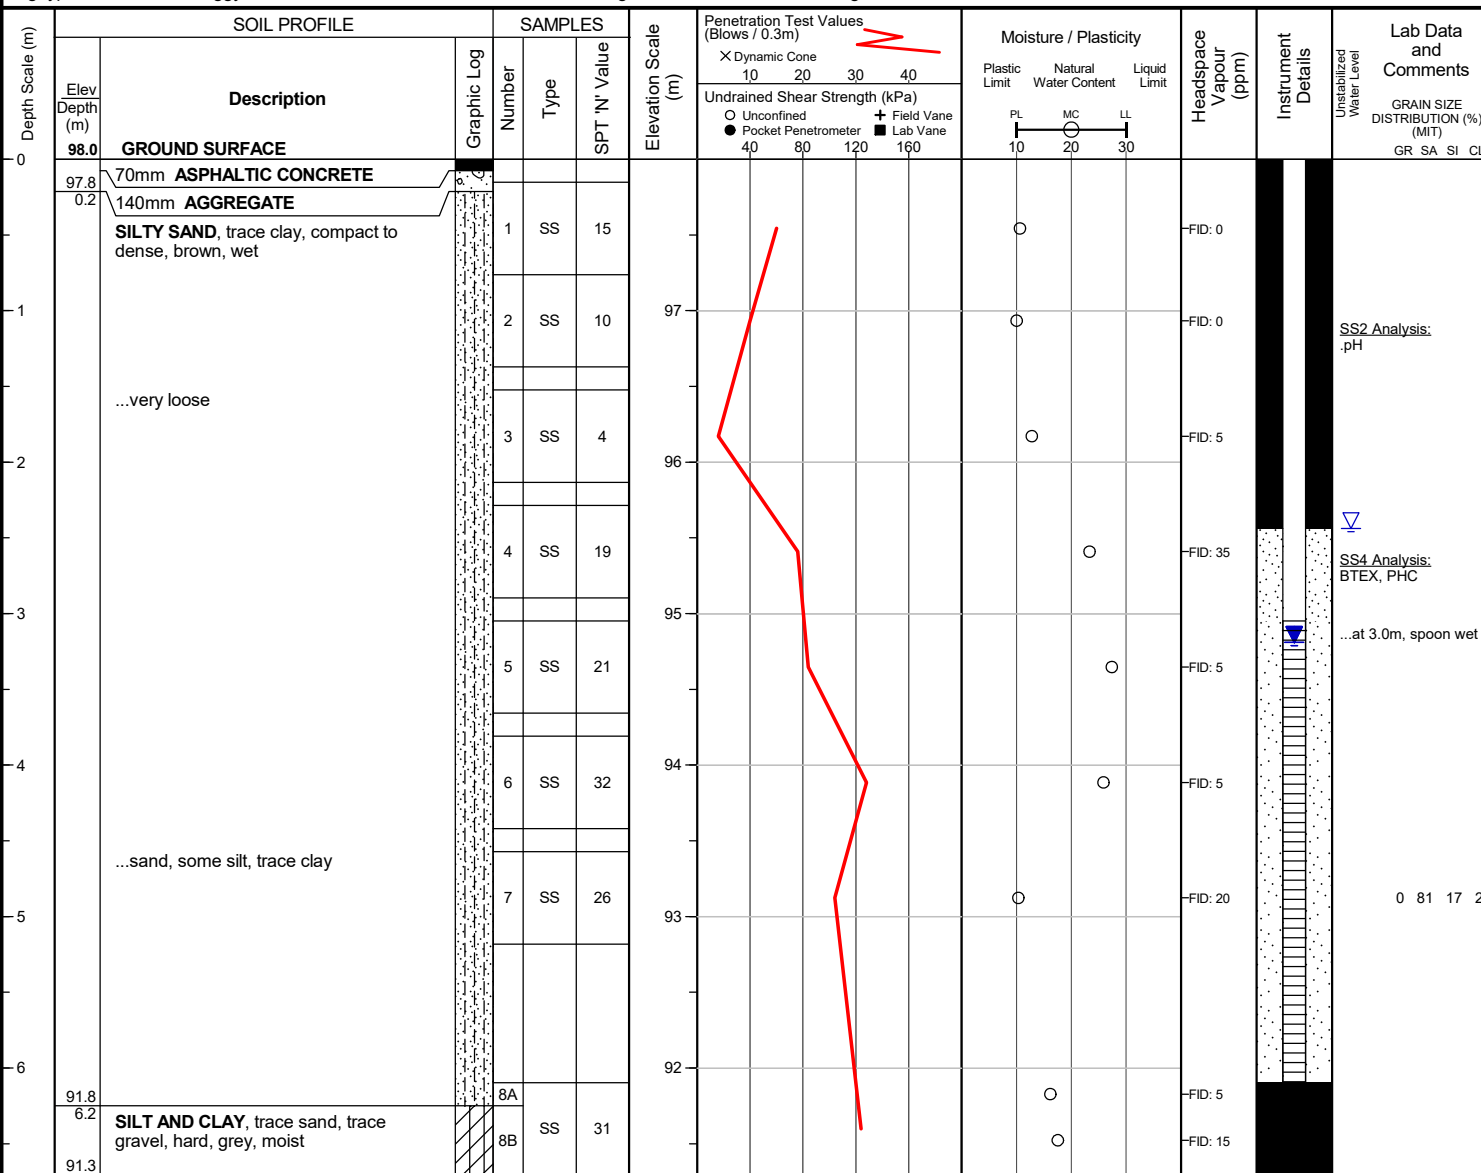 SOIL PROFILE
SAMPLES
Depth Scale (m)
Elev
Depth
(m)
98.0
Description
GROUND SURFACE
Graphic Log
Number
Type
SPT 'N' Value
Elevation Scale
(m)
Penetration Test Values
(Blows / 0.3m)
Dynamic Cone
10 20 30 40
Undrained Shear Strength (kPa)
Unconfined
Field Vane
Pocket Penetrometer
Lab Vane
40 80 120 160
Moisture / Plasticity
Plastic
Limit
Natural
Water Content
Liquid
Limit
PL MC LL
10 20 30
Headspace
Vapour
(ppm)
Instrument
Details
Unstabilized
Water Level
Lab Data
and
Comments
GRAIN SIZE
DISTRIBUTION (%)
(MIT)
GR SA SI CL
0
70mm ASPHALTIC CONCRETE
97.8
0.2
140mm AGGREGATE
SILTY SAND, trace clay, compact to
dense, brown, wet
1 SS 15
FID: 0
1
2 SS 10
97
FID: 0
SS2 Analysis:
.pH
...very loose
3 SS 4
FID: 5
2
96
4 SS 19
FID: 35
SS4 Analysis:
BTEX, PHC
3
95
...at 3.0m, spoon wet
5 SS 21
FID: 5
4
94
6 SS 32
FID: 5
...sand, some silt, trace clay
7 SS 26
FID: 20
0 81 17 2
5
93
6
92
91.8
6.2
8A
FID: 5
SILT AND CLAY, trace sand, trace
gravel, hard, grey, moist
SS 31
8B
FID: 15
91.3